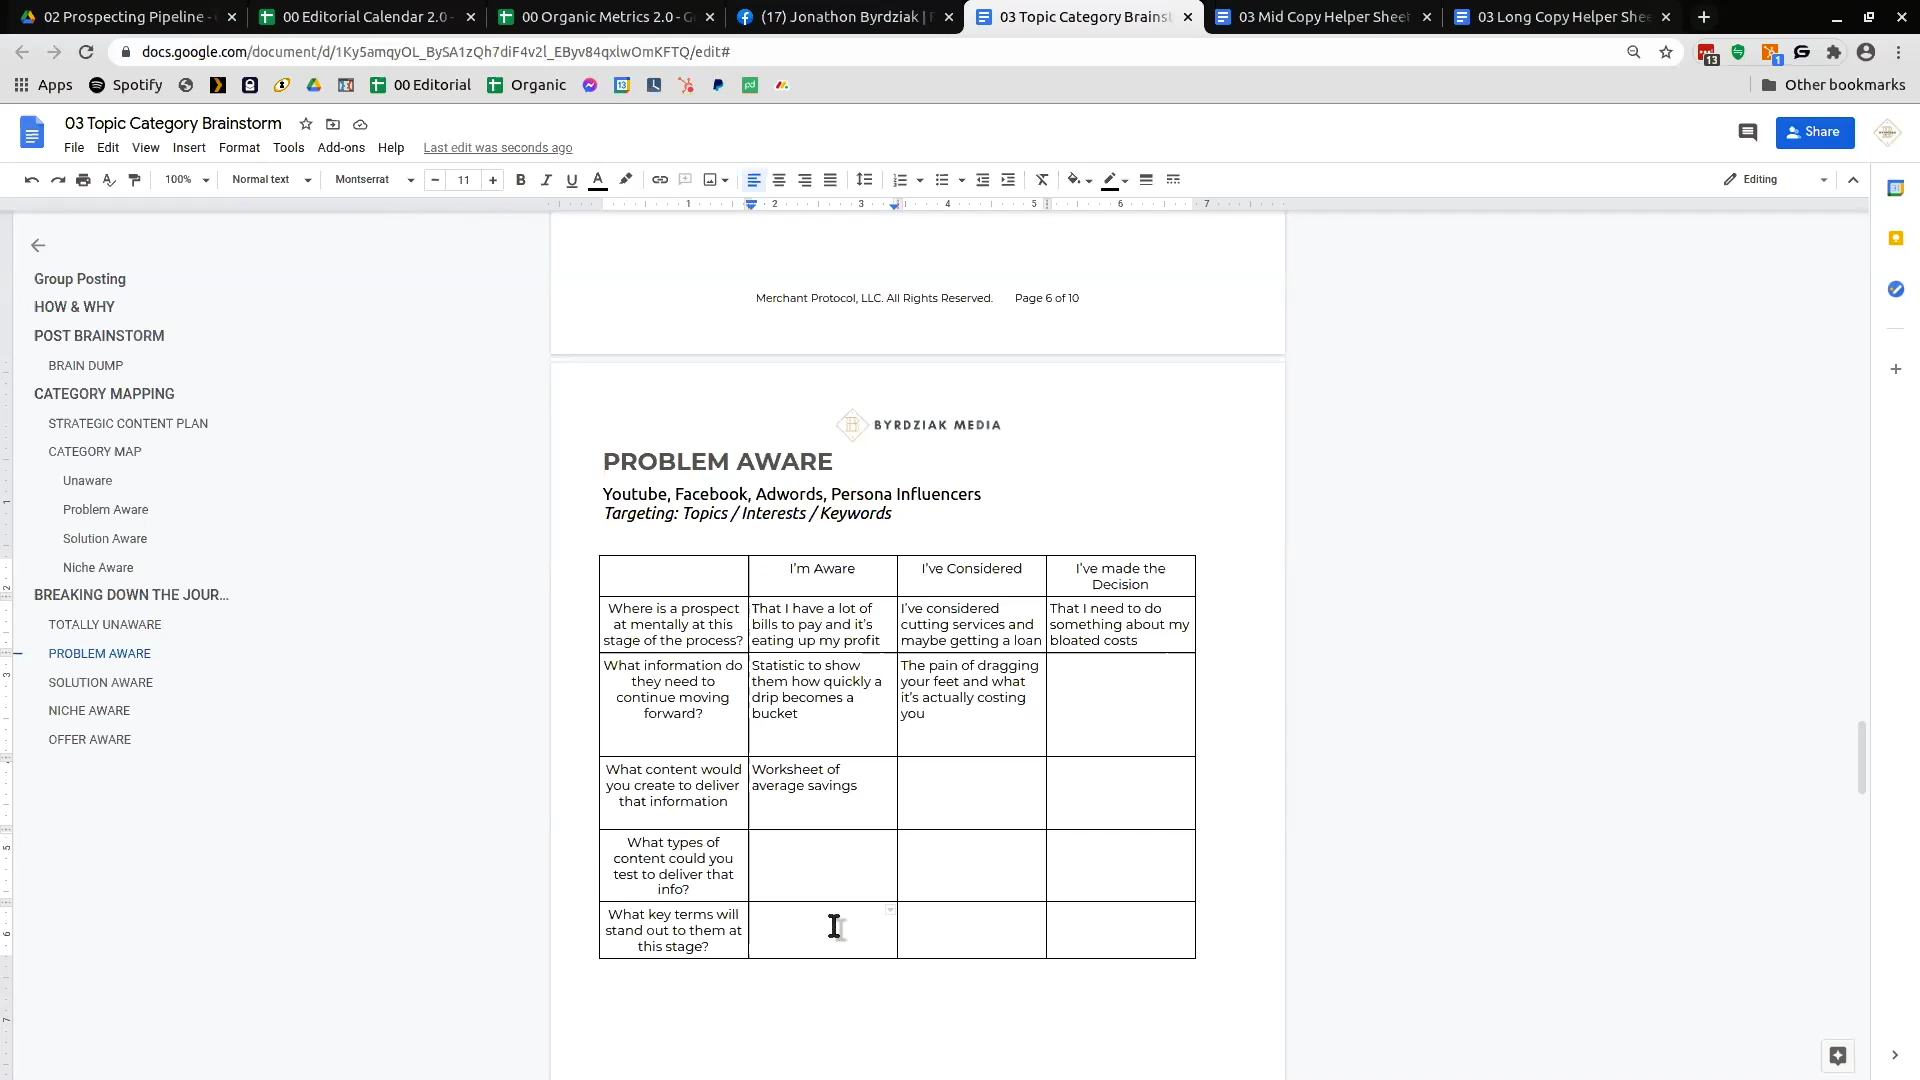 02 Prospecting Pipeline -
00 Editorial Calendar 2.0 -
00 Organic Metrics 2.0 - G
(17) Jonathon Byrdziak |
03 Topic Category Brainst
03 Mid Copy Helper Sheet
03 Long Copy Helper She
docs.google.com/document/d/1Ky5amqyOL_BySA1zQh7diF4v2l_EByv84qxlwOmKFTQ/edit#
13
1
Apps
Spotify
00 Editorial
Organic
13
Other bookmarks
03 Topic Category Brainstorm
File Edit View Insert Format Tools Add-ons Help Last edit was seconds ago
Share
100% Normal text Montserrat 11 Editing
1 2 3 4 5 6 7
Group Posting
HOW & WHY
POST BRAINSTORM
BRAIN DUMP
CATEGORY MAPPING
STRATEGIC CONTENT PLAN
CATEGORY MAP
Unaware
Problem Aware
Solution Aware
Niche Aware
BREAKING DOWN THE JOUR...
TOTALLY UNAWARE
PROBLEM AWARE
SOLUTION AWARE
NICHE AWARE
OFFER AWARE
Merchant Protocol, LLC. All Rights Reserved. Page 6 of 10
BYRDZIAK MEDIA
PROBLEM AWARE
Youtube, Facebook, Adwords, Persona Influencers
Targeting: Topics / Interests / Keywords
I'm Aware
I've Considered
I've made the
Decision
Where is a prospect
at mentally at this
stage of the process?
That I have a lot of
bills to pay and it's
eating up my profit
I've considered
cutting services and
maybe getting a loan
That I need to do
something about my
bloated costs
What information do
they need to
continue moving
forward?
Statistic to show
them how quickly a
drip becomes a
bucket
The pain of dragging
your feet and what
it's actually costing
you
What content would
you create to deliver
that information
Worksheet of
average savings
What types of
content could you
test to deliver that
info?
What key terms will
stand out to them at
this stage?